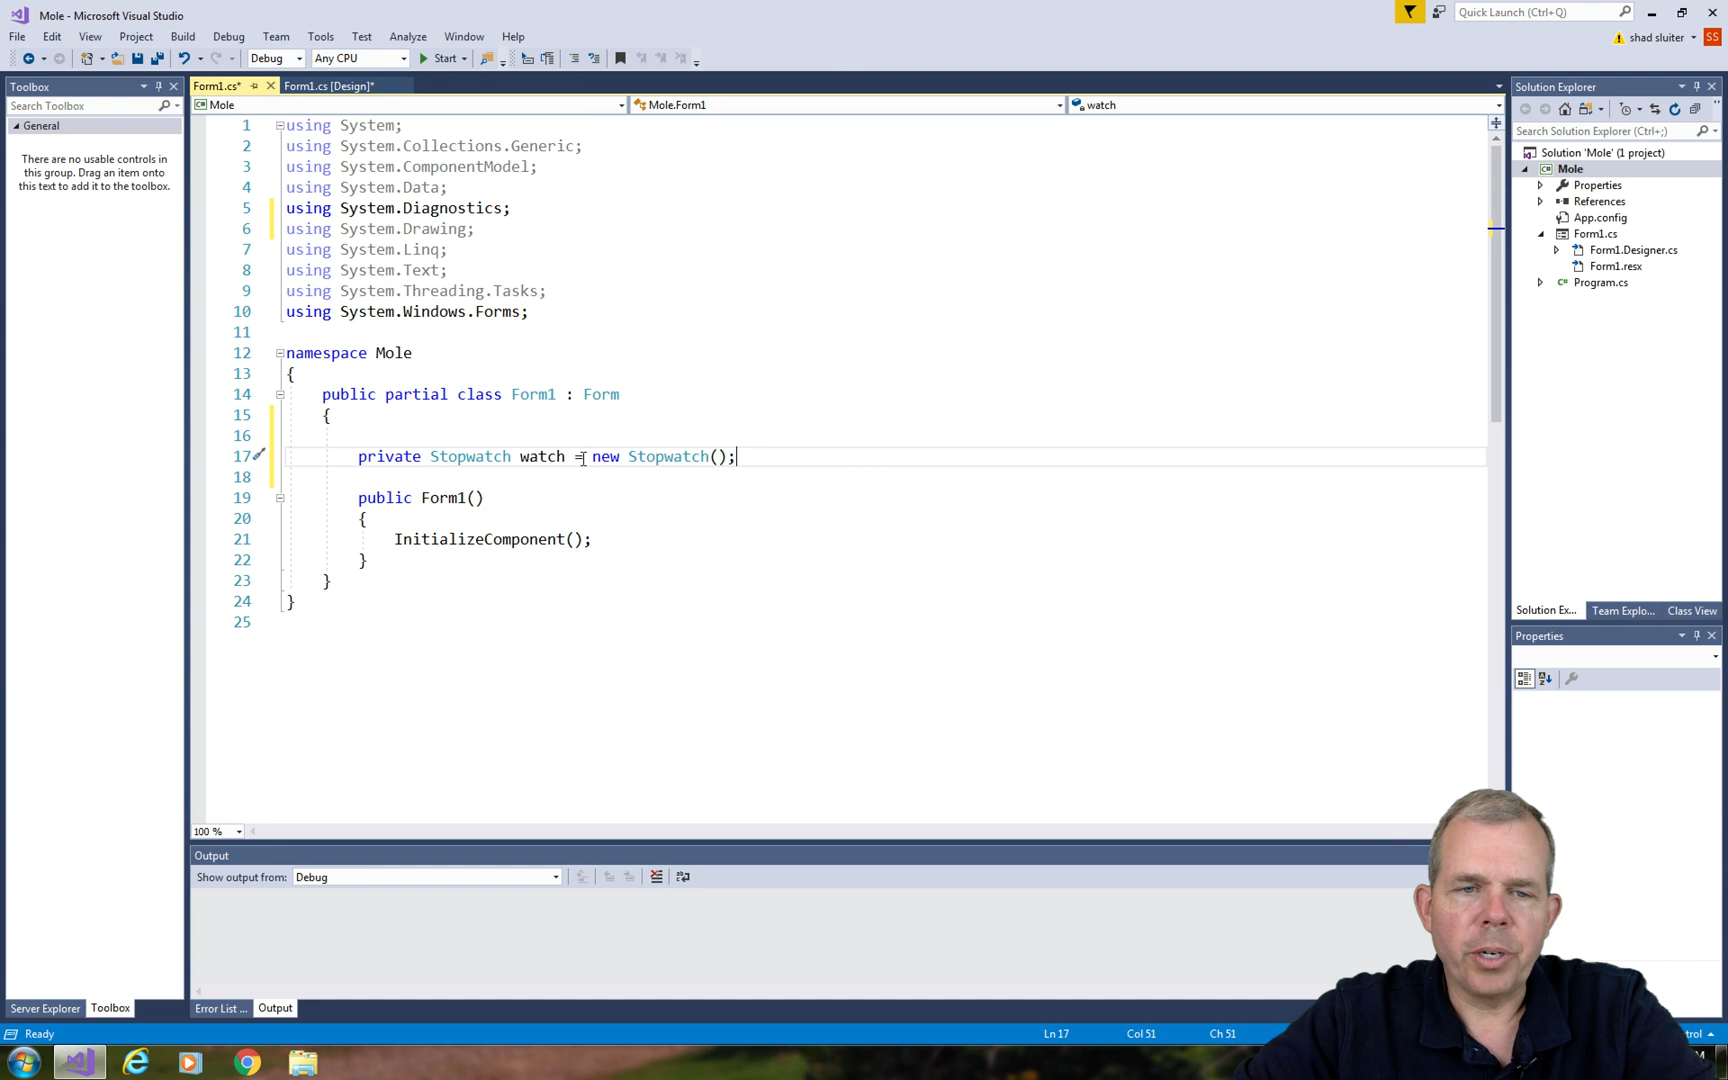 Mole - Microsoft Visual Studio
Quick Launch (Ctrl+Q)
File Edit View Project Build Debug Team Tools Test Analyze Window Help
shad sluiter
SS
Debug Any CPU Start
Toolbox
Search Toolbox
General
There are no usable controls in
this group. Drag an item onto
this text to add it to the toolbox.
Form1.cs* Form1.cs [Design]*
Mole Mole.Form1 watch
1 using System;
2 using System.Collections.Generic;
3 using System.ComponentModel;
4 using System.Data;
5 using System.Diagnostics;
6 using System.Drawing;
7 using System.Linq;
8 using System.Text;
9 using System.Threading.Tasks;
10 using System.Windows.Forms;
11
12 namespace Mole
13 {
14 public partial class Form1 : Form
15 {
16
17 private Stopwatch watch = new Stopwatch();
18
19 public Form1()
20 {
21 InitializeComponent();
22 }
23 }
24 }
25
100 %
Output
Show output from: Debug
Server Explorer Toolbox
Error List ... Output
Solution Explorer
Search Solution Explorer (Ctrl+;)
Solution 'Mole' (1 project)
C# Mole
Properties
References
App.config
Form1.cs
Form1.Designer.cs
Form1.resx
C# Program.cs
Solution Ex... Team Explo... Class View
Properties
Ready
Ln 17 Col 51 Ch 51